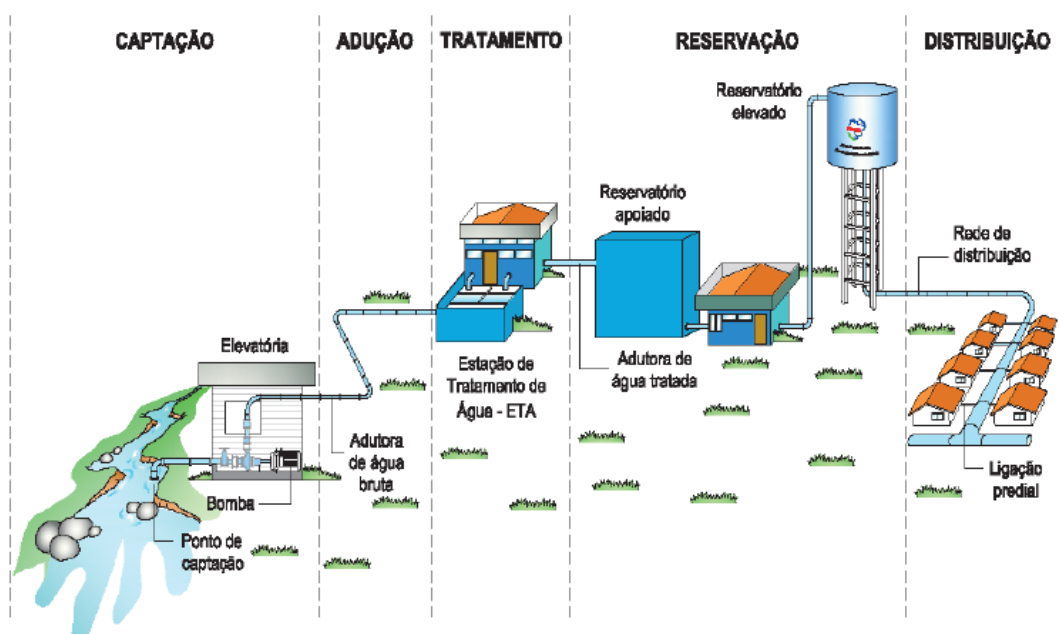 CAPTAÇÃO
ADUÇÃO
TRATAMENTO
RESERVAÇÃO
DISTRIBUIÇÃO
Reservatório
elevado
Reservatório
apoiado
Rede de
distribuição
Elevatória
Estação de
Tratamento de
Água - ETA
Adutora de
água tratada
Adutora
de água
bruta
Bomba
Ponto de
captação
Ligação
predial